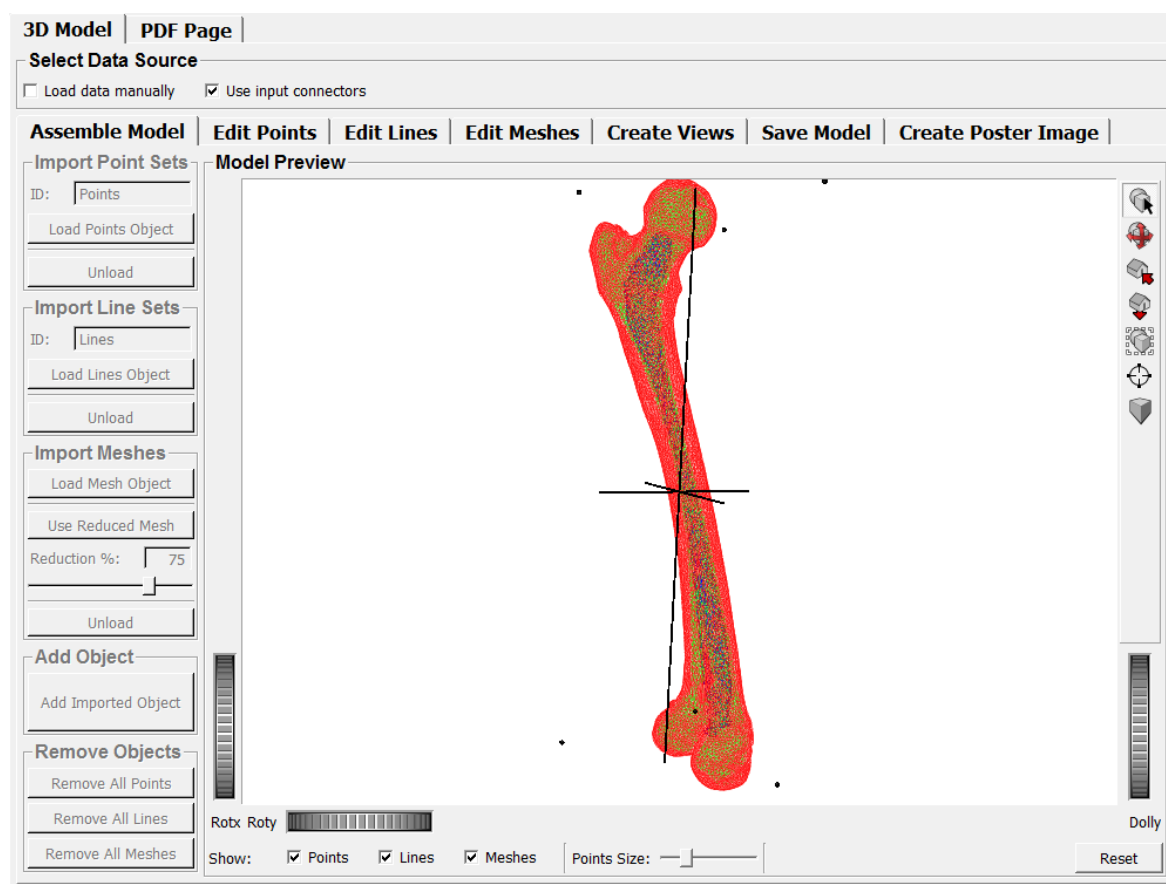 3D Model PDF Page
Select Data Source
Load data manually Use input connectors
Assemble Model Edit Points Edit Lines Edit Meshes Create Views Save Model Create Poster Image
Import Point Sets
ID: Points
Load Points Object
Unload
Import Line Sets
ID: Lines
Load Lines Object
Unload
Import Meshes
Load Mesh Object
Use Reduced Mesh
Reduction %: 75
Unload
Add Object
Add Imported Object
Remove Objects
Remove All Points
Remove All Lines
Remove All Meshes
Model Preview
Rotx Roty Dolly
Show: Points Lines Meshes Points Size: Reset